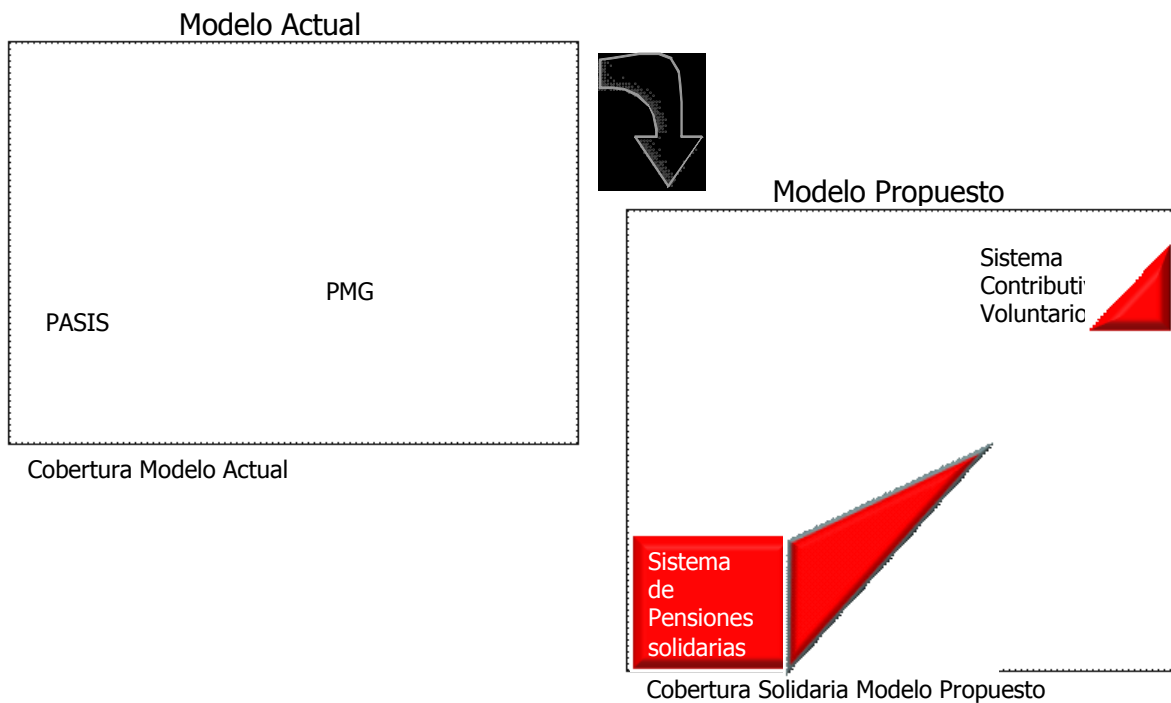 Modelo Actual
PMG
PASIS
Cobertura Modelo Actual
Modelo Propuesto
Sistema
Contributi
Voluntario
Sistema
de
Pensiones
solidarias
Cobertura Solidaria Modelo Propuesto